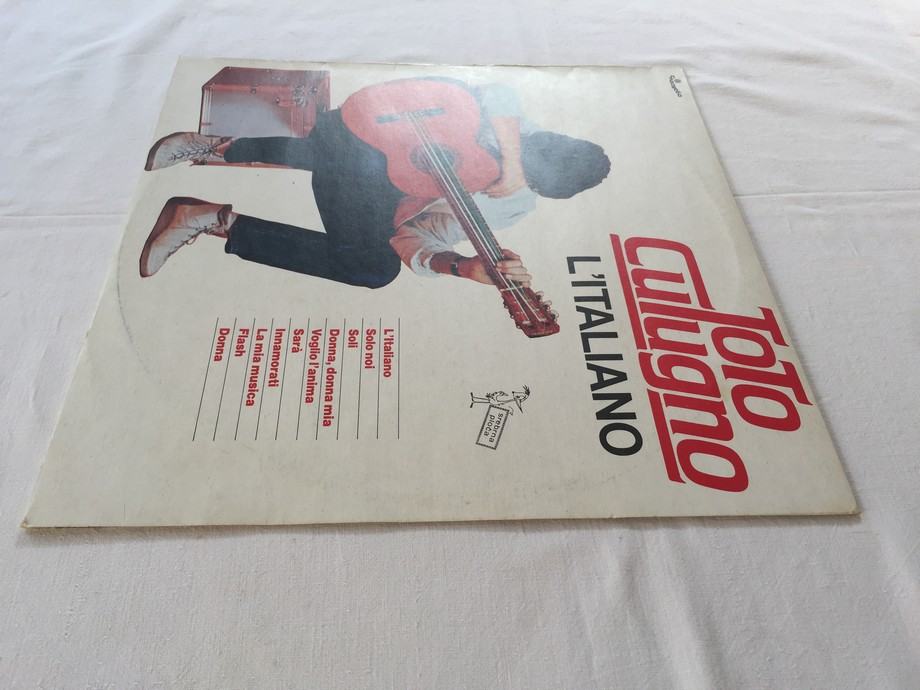 Suzy
ToTo
CuTugno
L'ITALIANO
srebrna
ploča
L'Italiano
Solo noi
Soli
Donna, donna mia
Voglio l'anima
Sarà
Innamorati
La mia musica
Flash
Donna